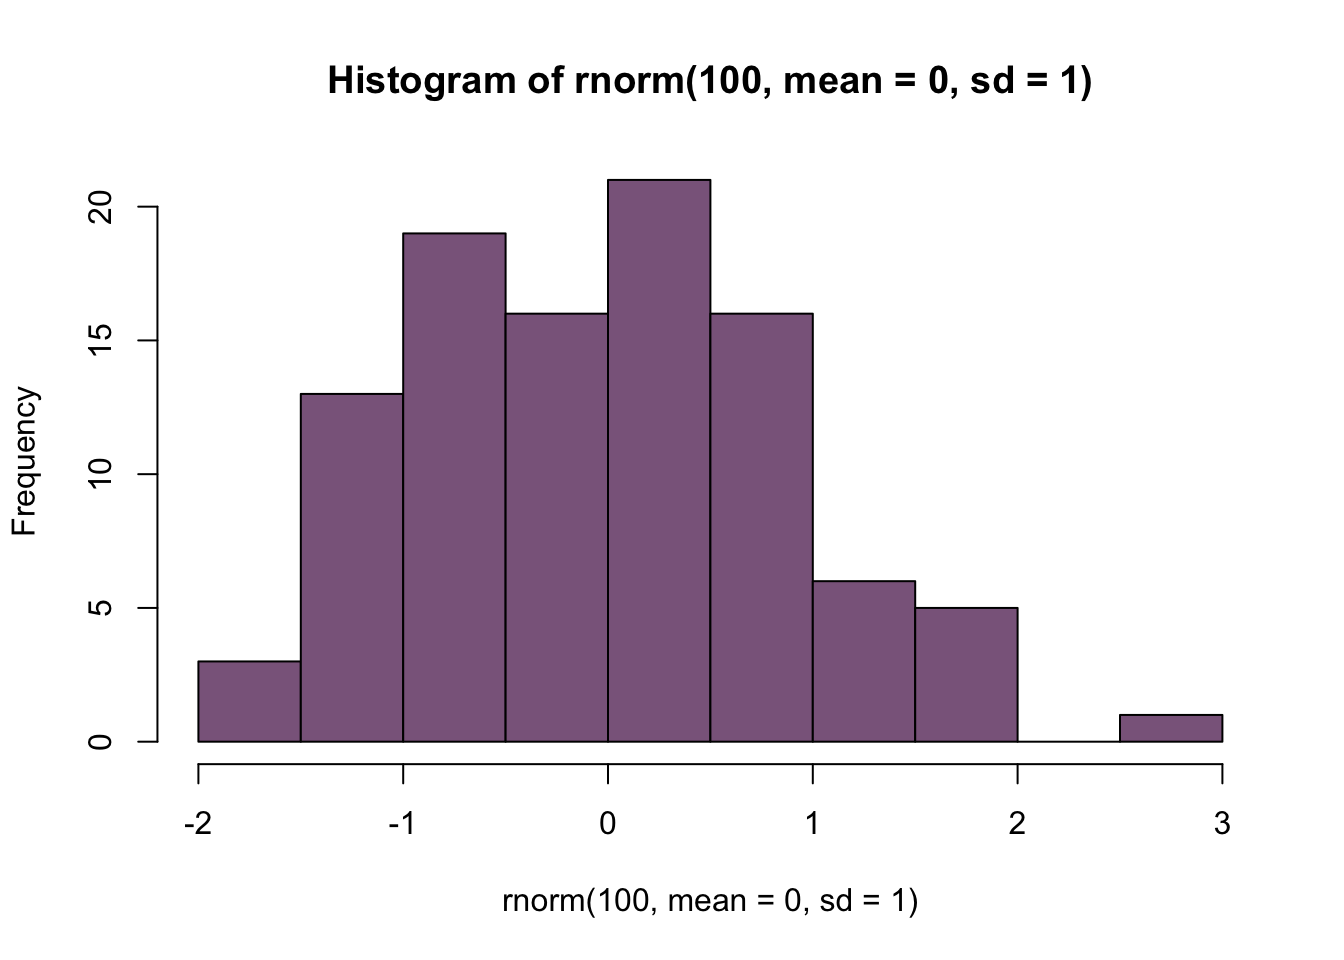 Histogram of rnorm(100, mean = 0, sd = 1)
Frequency
20
15
10
5
0
-2 -1 0 1 2 3
rnorm(100, mean = 0, sd = 1)